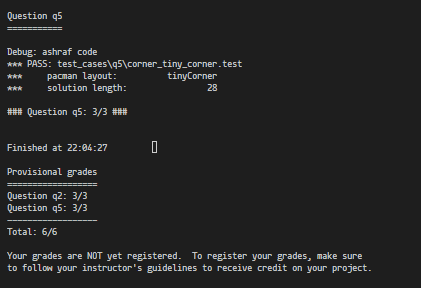 Question q5
===========
Debug: ashraf code
*** PASS: test_cases\q5\corner_tiny_corner.test
***     pacman layout:          tinyCorner
***     solution length:                28
### Question q5: 3/3 ###
Finished at 22:04:27
Provisional grades
==================
Question q2: 3/3
Question q5: 3/3
------------------
Total: 6/6
Your grades are NOT yet registered.  To register your grades, make sure
to follow your instructor's guidelines to receive credit on your project.